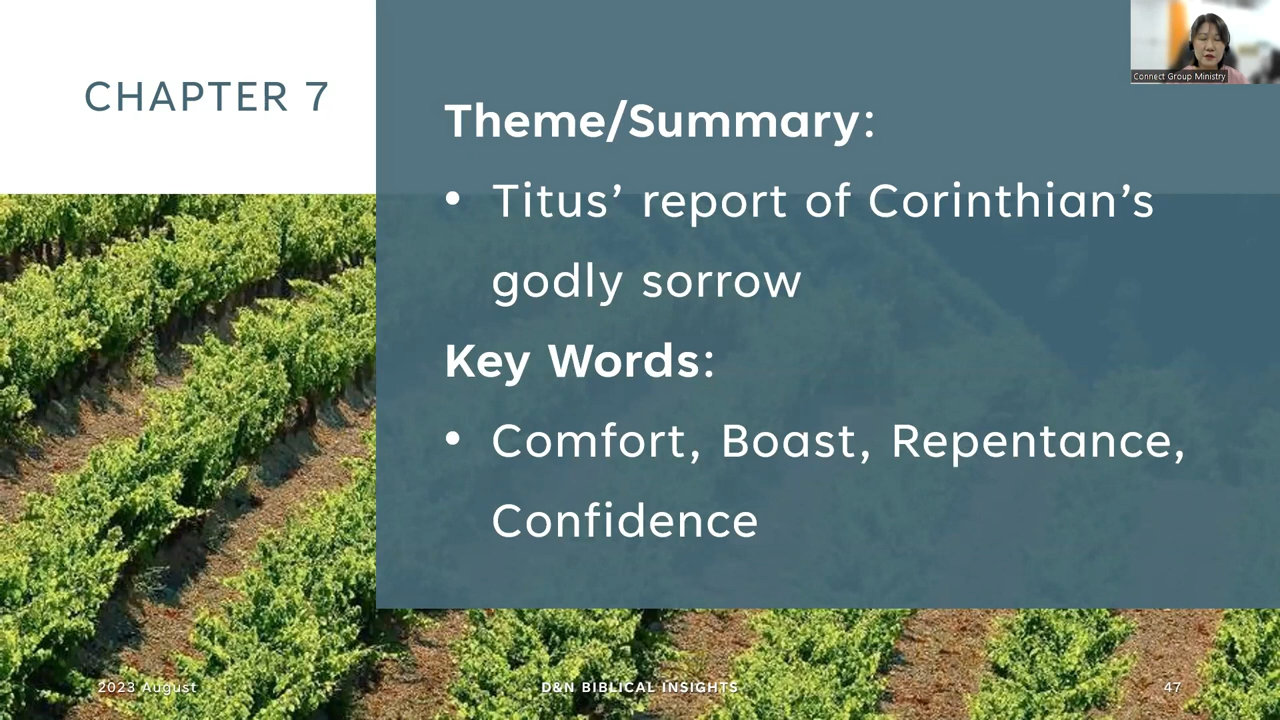 CHAPTER 7
Connect Group Ministry
Theme/Summary:
• Titus’ report of Corinthian’s
godly sorrow
Key Words:
• Comfort, Boast, Repentance,
Confidence
2023 August
D&N BIBLICAL INSIGHTS
47